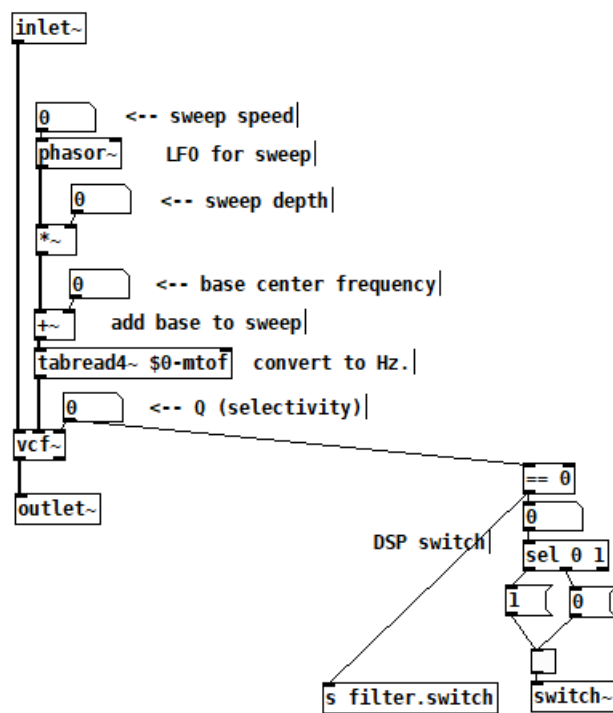 inlet~
0 <-- sweep speed
phasor~ LFO for sweep
0 <-- sweep depth
*~
0 <-- base center frequency
+~ add base to sweep
tabread4~ $0-mtof convert to Hz.
0 <-- Q (selectivity)
vcf~
== 0
outlet~
0
DSP switch
sel 0 1
1 0
s filter.switch switch~